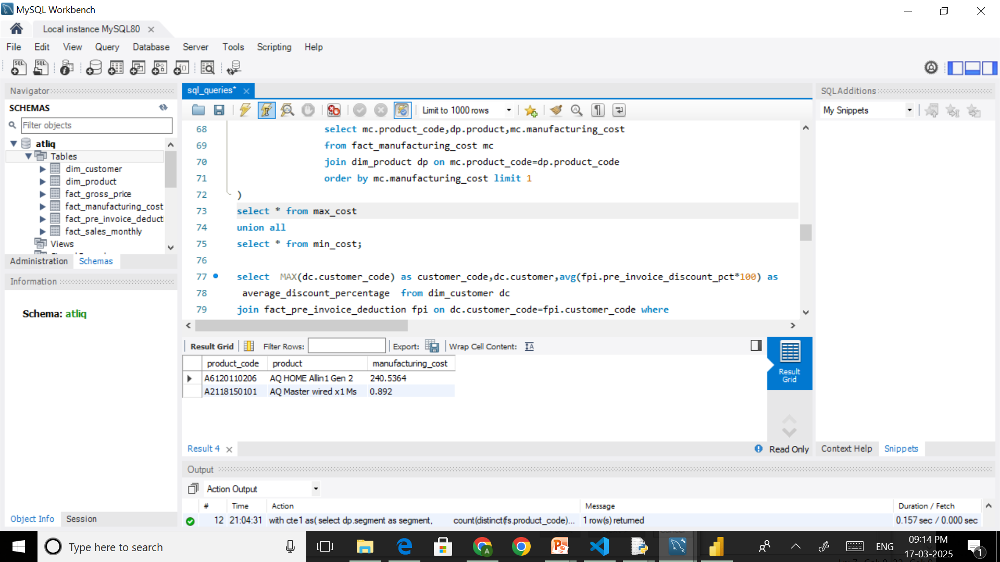 MySQL Workbench
Local instance MySQL80
File Edit View Query Database Server Tools Scripting Help
Navigator
SCHEMAS
Filter objects
atliq
Tables
dim_customer
dim_product
fact_gross_price
fact_manufacturing_cost
fact_pre_invoice_deducti
fact_sales_monthly
Views
Administration Schemas
Information
Schema: atliq
Object Info Session
sql_queries*
Limit to 1000 rows
68 select mc.product_code,dp.product,mc.manufacturing_cost
69 from fact_manufacturing_cost mc
70 join dim_product dp on mc.product_code=dp.product_code
71 order by mc.manufacturing_cost limit 1
72 )
73 select * from max_cost
74 union all
75 select * from min_cost;
76
77 select MAX(dc.customer_code) as customer_code,dc.customer,avg(fpi.pre_invoice_discount_pct*100) as
78 average_discount_percentage from dim_customer dc
79 join fact_pre_invoice_deduction fpi on dc.customer_code=fpi.customer_code where
Result Grid Filter Rows: Export: Wrap Cell Content:
product_code product manufacturing_cost
A6120110206 AQ HOME Allin1 Gen 2 240.5364
A2118150101 AQ Master wired x1 Ms 0.892
Result Grid
Result 4
Read Only
SQLAdditions
My Snippets
Context Help Snippets
Output
Action Output
# Time Action Message Duration / Fetch
12 21:04:31 with cte1 as( select dp.segment as segment, count(distinct(fs.product_code)... 1 row(s) returned 0.157 sec / 0.000 sec
Type here to search
ENG
09:14 PM
17-03-2025
1